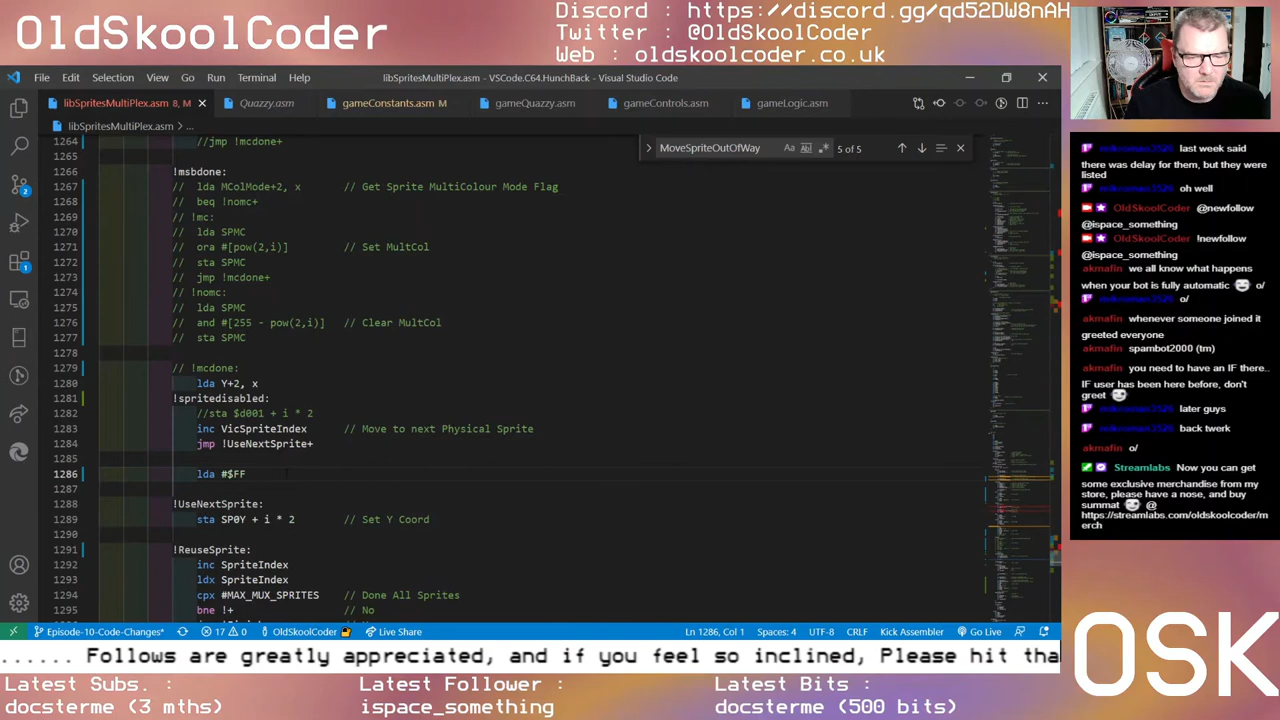 OldSkoolCoder
Discord : https://discord.gg/qd52DW8nAH
Twitter : @OldSkoolCoder
Web : oldskoolcoder.co.uk
File Edit Selection View Go Run Terminal Help
libSpritesMultiPlex.asm - VSCode.C64.HunchBack - Visual Studio Code
libSpritesMultiPlex.asm 8, M
Quazzy.asm
gameConstants.asm M
gameQuazzy.asm
gameControls.asm
gameLogic.asm
libSpritesMultiPlex.asm > ...
MoveSpriteOutOfWay Aa ab .* 5 of 5
1264 //jmp !mcdone+
1265
1266 !msbdone:
1267 // lda MColMode+2, x // Get Sprite MultiColour Mode Flag
1268 // beq !nomc+
1269 // !mc:
1270 // lda SPMC
1271 // ora #[pow(2,i)] // Set MultCol
1272 // sta SPMC
1273 // jmp !mcdone+
1274 // !nomc:
1275 // lda SPMC
1276 // and #[255 - pow(2,i)] // Clear MultCol
1277 // sta SPMC
1278
1279 // !mcdone:
1280 lda Y+2, x
1281 !spritedisabled:
1282 //sta $d001 + i * 2
1283 inc VicSpriteIndex // Move to next Physical Sprite
1284 jmp !UseNextSprite+
1285
1286 lda #$FF
1287
1288 !UseNextSprite:
1289 sta SP0Y + i * 2 // Set Y Coord
1290
1291 !ReuseSprite:
1292 inc SpriteIndex
1293 ldx SpriteIndex
1294 cpx #MAX_MUX_SPRITES // Done All Sprites
1295 bne !+ // No
Episode-10-Code-Changes* 17 0 OldSkoolCoder Live Share
Ln 1286, Col 1 Spaces: 4 UTF-8 CRLF Kick Assembler Go Live
last week said
there was delay for them, but they were
listed
oh well
OldSkoolCoder @newfollow
@ispace_something
OldSkoolCoder !newfollow
@ispace_something
akmafin we all know what happens
when your bot is fully automatic o/
o/
akmafin whenever someone joined it
greeted everyone
akmafin spambot2000 (tm)
akmafin you need to have an IF there..
IF user has been here before, don't
greet
later guys
back twerk
akmafin o/
Streamlabs Now you can get
some exclusive merchandise from my
store, please have a nose, and buy
summat @
https://streamlabs.com/oldskoolcoder/m
erch
OSK
...... Follows are greatly appreciated, and if you feel so inclined, Please hit tha
Latest Subs. :
docsterme (3 mths)
Latest Follower :
ispace_something
Latest Bits :
docsterme (500 bits)